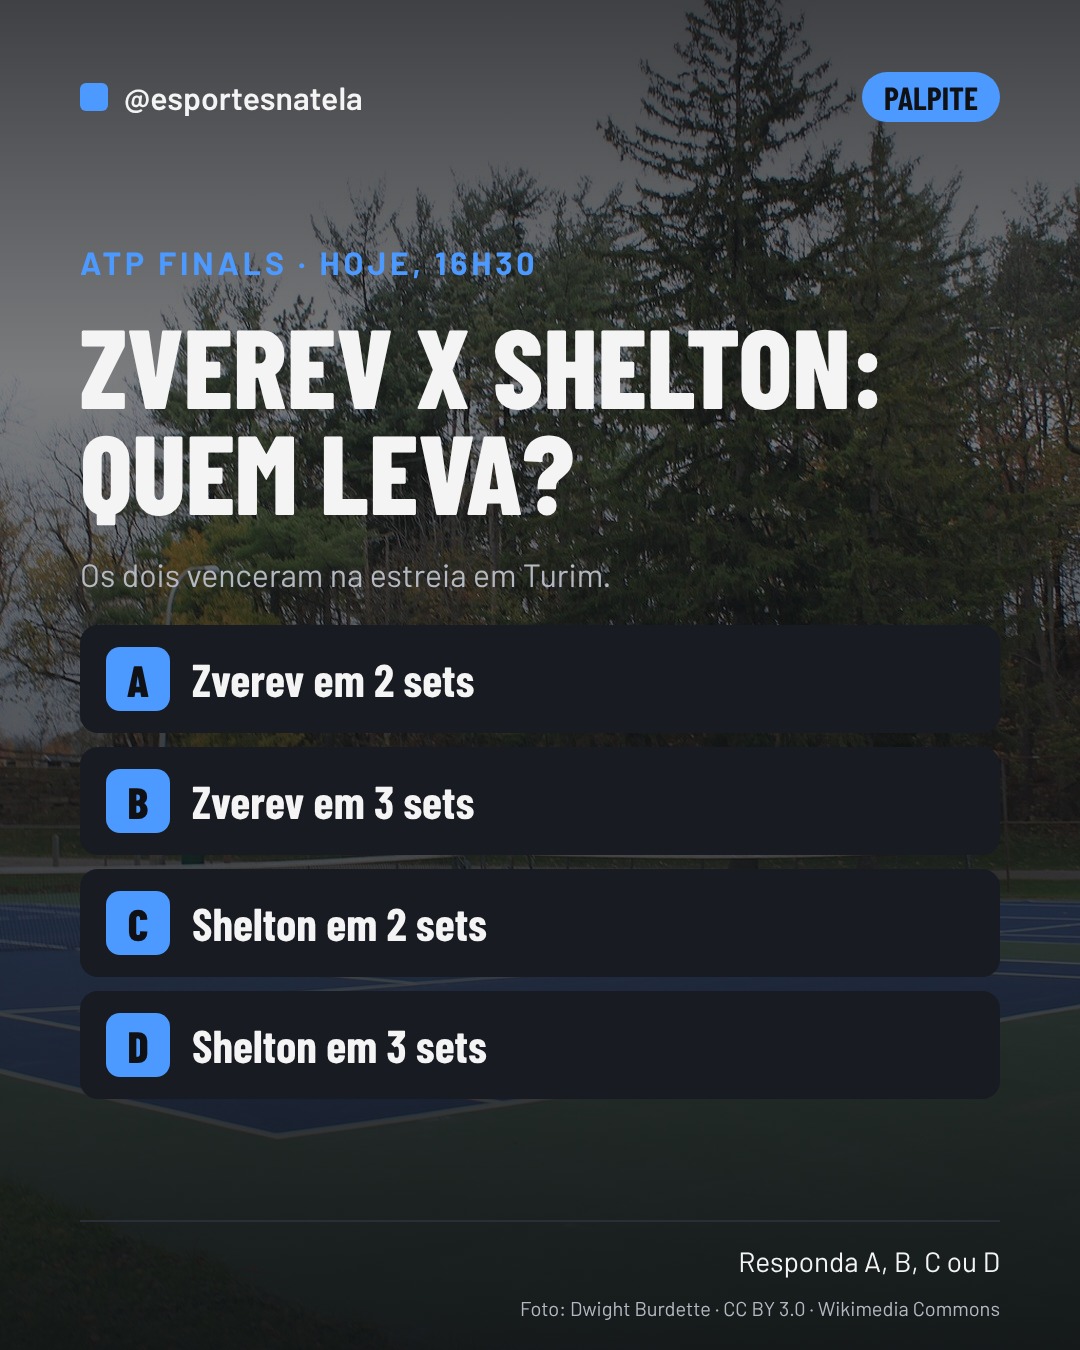 @esportesnatela
PALPITE
ATP FINALS · HOJE, 16H30
ZVEREV X SHELTON:
QUEM LEVA?
Os dois venceram na estreia em Turim.
A Zverev em 2 sets
B Zverev em 3 sets
C Shelton em 2 sets
D Shelton em 3 sets
Responda A, B, C ou D
Foto: Dwight Burdette · CC BY 3.0 · Wikimedia Commons